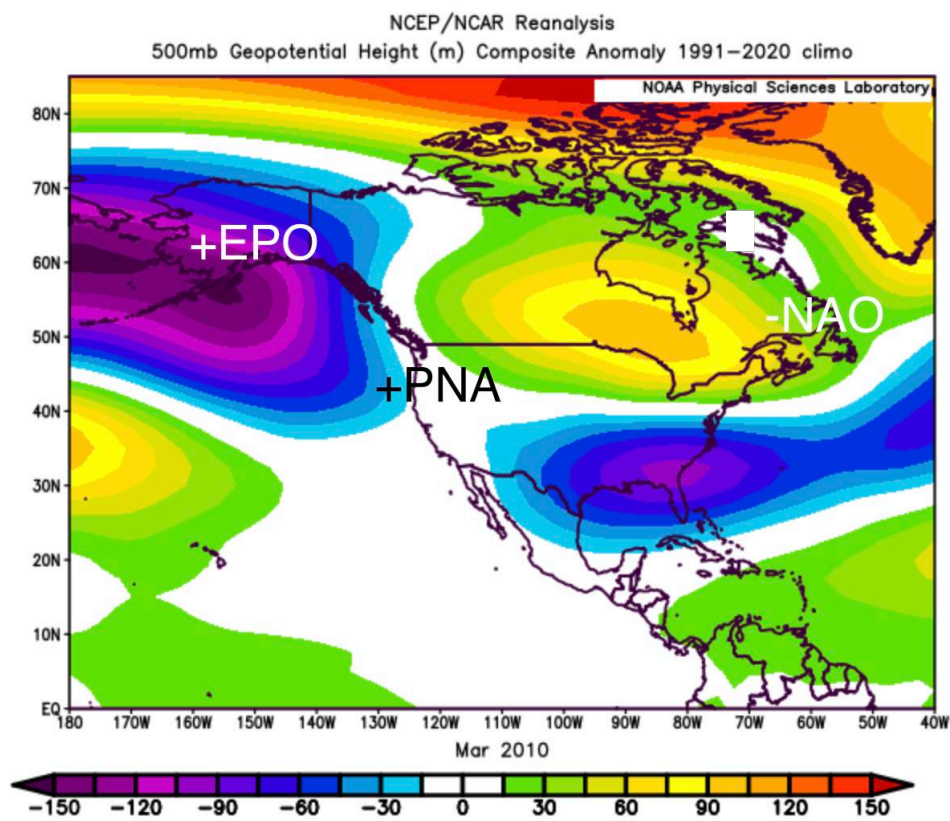 NCEP/NCAR Reanalysis
500mb Geopotential Height (m) Composite Anomaly 1991−2020 climo
NOAA Physical Sciences Laboratory
80N
70N
+EPO
60N
-NAO
50N
+PNA
40N
30N
20N
10N
EQ
180 170W 160W 150W 140W 130W 120W 110W 100W 90W 80W 70W 60W 50W 40W
Mar 2010
−150 −120 −90 −60 −30 0 30 60 90 120 150